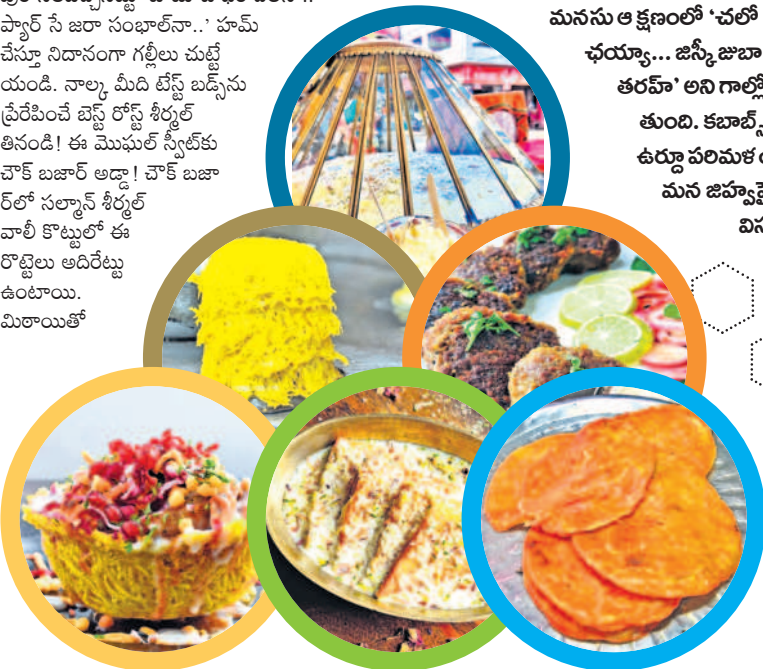 ప్యార్ సే జరా సంభాల్‌నా..’ హమ్
చేస్తూ నిదానంగా గల్లీలు చుట్టే
యండి. నాల్క మీది టేస్ట్ బడ్స్‌ను
ప్రేరేపించే బెస్ట్ రోస్ట్ శీర్మల్
తినండి! ఈ మొఘల్ స్వీట్‌కు
చౌక్ బజార్ అడ్డా! చౌక్ బజా
ర్‌లో సల్మాన్ శీర్మల్
వాలీ కొట్టులో ఈ
రొట్టెలు అదిరేట్టు
ఉంటాయి.
మిఠాయితో
మనసు ఆ క్షణంలో ‘చలో
ఛయ్యా... జిస్కీ జుబా
తరహ్’ అని గాల్లో
తుంది. కబాబ్స్
ఉర్దూ పరిమళ
మన జిహ్వపై